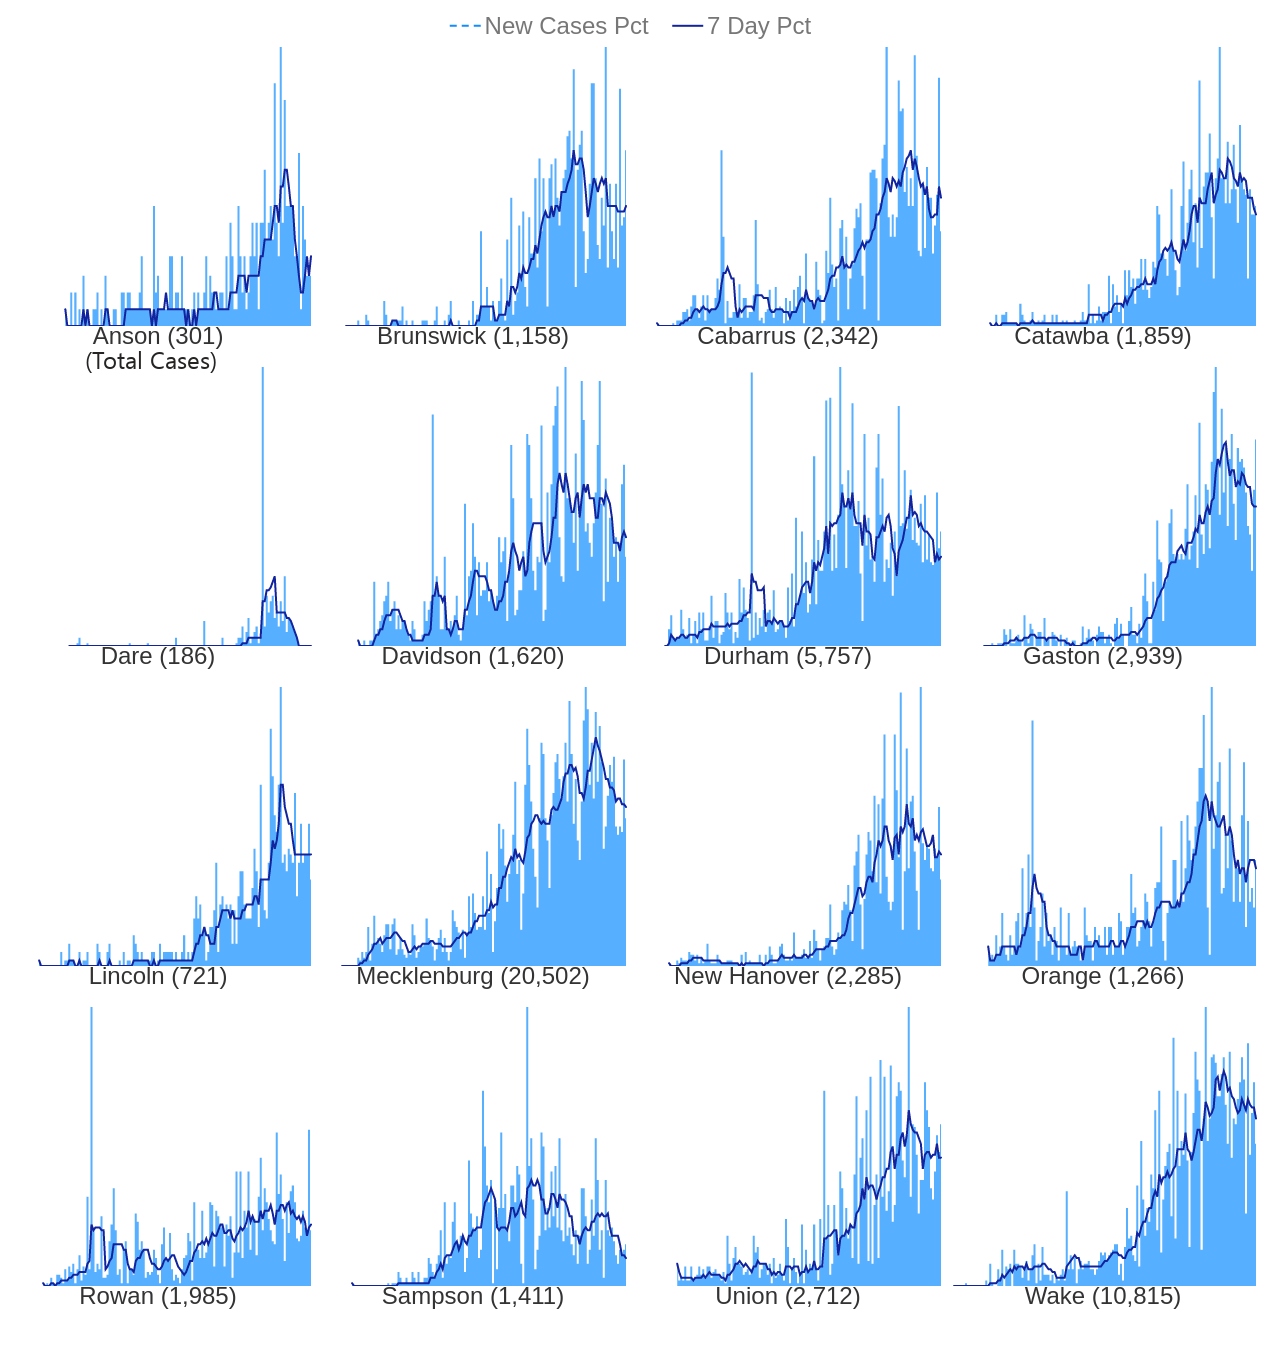 New Cases Pct 7 Day Pct
Anson (301) Brunswick (1,158) Cabarrus (2,342) Catawba (1,859)
(Total Cases)
Dare (186) Davidson (1,620) Durham (5,757) Gaston (2,939)
Lincoln (721) Mecklenburg (20,502) New Hanover (2,285) Orange (1,266)
Rowan (1,985) Sampson (1,411) Union (2,712) Wake (10,815)